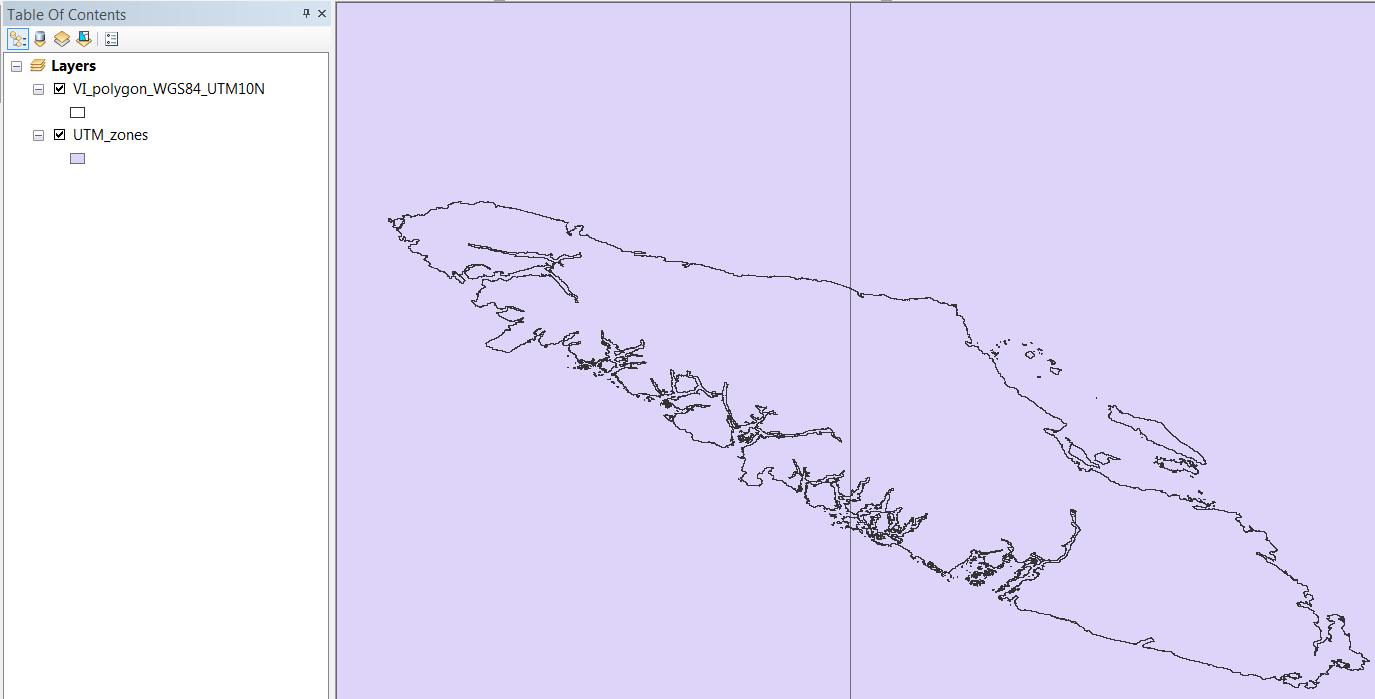 Table Of Contents
Layers
VI_polygon_WGS84_UTM10N
UTM_zones